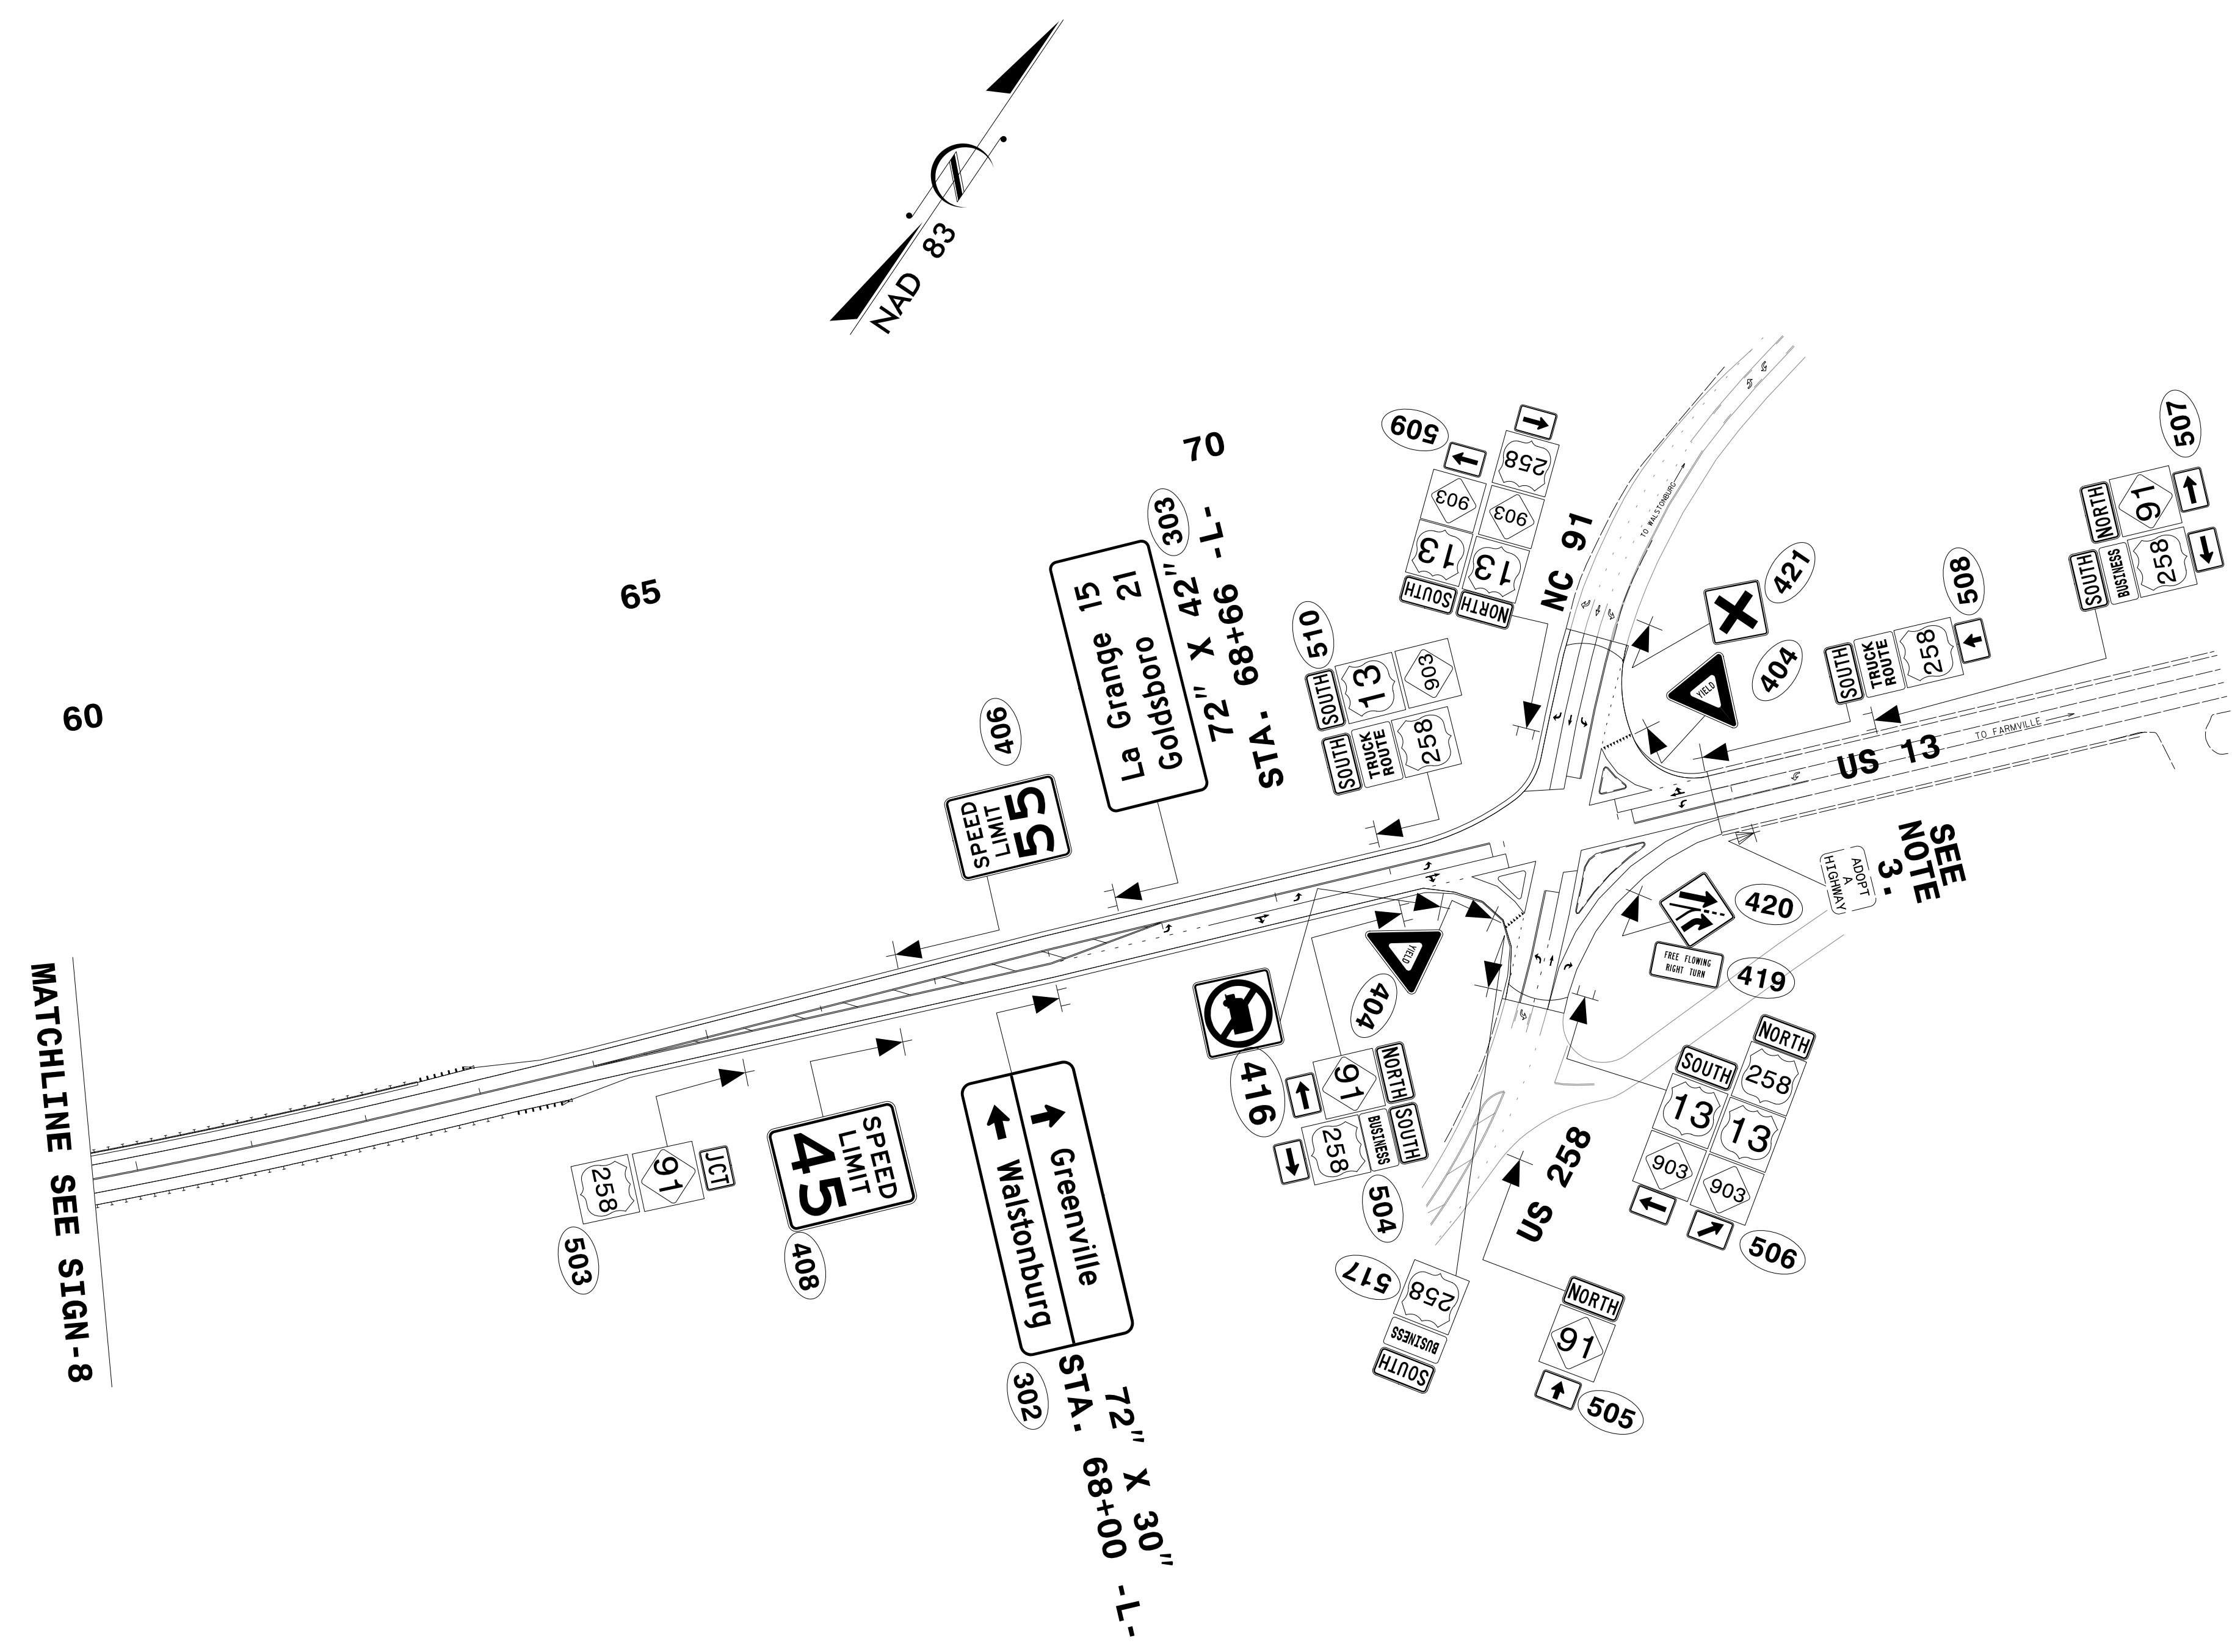 NAD 83
60
65
70
MATCHLINE SEE SIGN-8
406
SPEED
LIMIT
55
303
La Grange 15
Goldsboro 21
72" X 42"
STA. 68+66 -L-
510
SOUTH
13
903
SOUTH
TRUCK
ROUTE
258
509
258
903
903
13
13
SOUTH
NORTH
NC 91
TO WALSTONBURG
421
404
YIELD
508
SOUTH
TRUCK
ROUTE
258
507
NORTH
91
SOUTH
BUSINESS
258
US 13
TO FARMVILLE
SEE
NOTE
3.
ADOPT
A
HIGHWAY
420
FREE FLOWING
RIGHT TURN
419
404
YIELD
416
NORTH
91
SOUTH
BUSINESS
258
504
503
JCT
91
258
408
SPEED
LIMIT
45
302
Greenville
Walstonburg
72" X 30"
STA. 68+00 -L-
517
SOUTH
BUSINESS
258
US 258
NORTH
258
13
903
SOUTH
13
903
506
NORTH
91
505